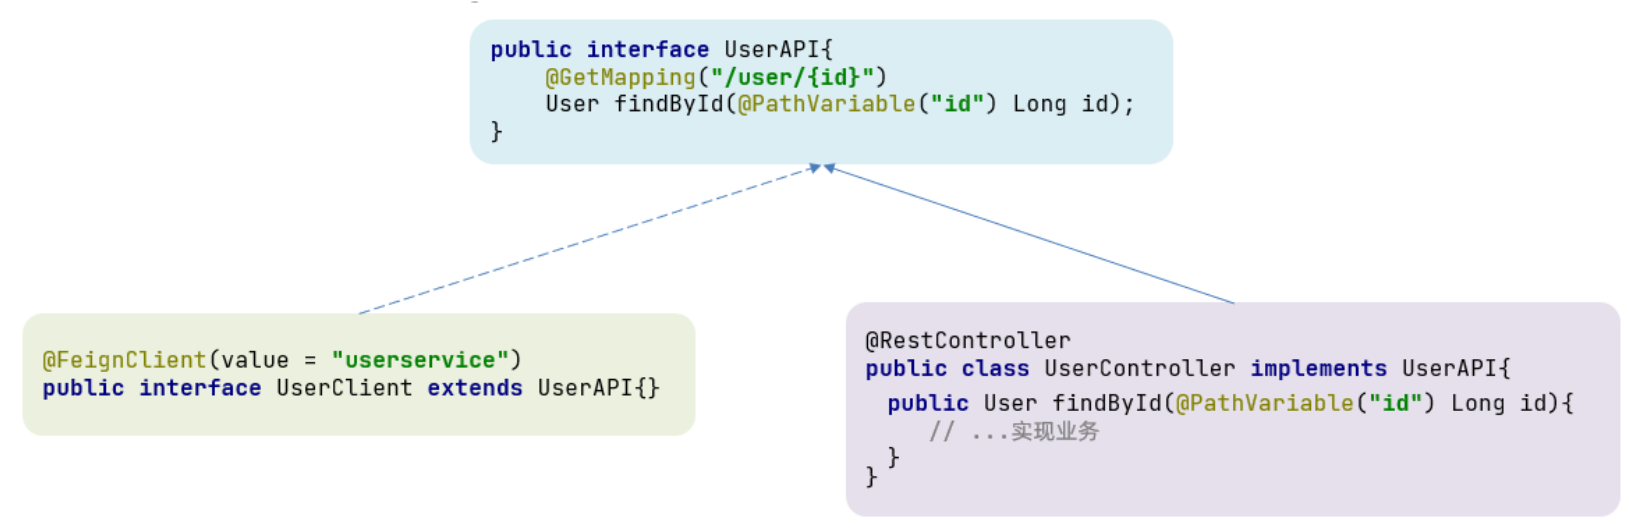 public interface UserAPI{
    @GetMapping("/user/{id}")
    User findById(@PathVariable("id") Long id);
}
@FeignClient(value = "userservice")
public interface UserClient extends UserAPI{}
@RestController
public class UserController implements UserAPI{
  public User findById(@PathVariable("id") Long id){
     // ...实现业务
  }
}